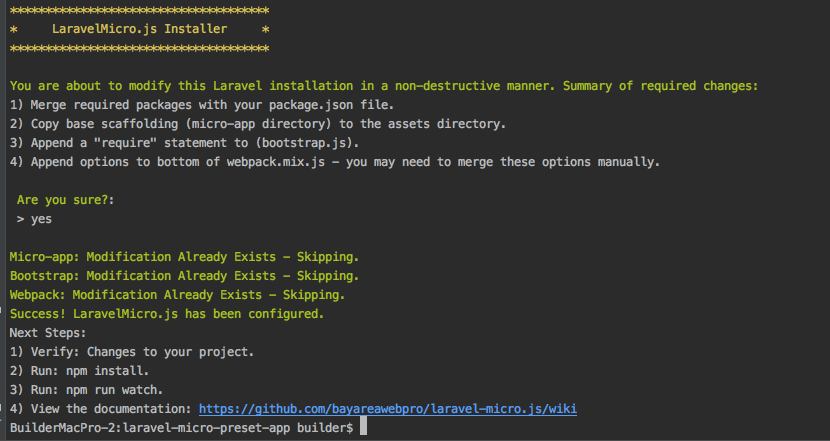 *************************************
*     LaravelMicro.js Installer     *
*************************************
You are about to modify this Laravel installation in a non-destructive manner. Summary of required changes:
1) Merge required packages with your package.json file.
2) Copy base scaffolding (micro-app directory) to the assets directory.
3) Append a "require" statement to (bootstrap.js).
4) Append options to bottom of webpack.mix.js - you may need to merge these options manually.
Are you sure?:
> yes
Micro-app: Modification Already Exists - Skipping.
Bootstrap: Modification Already Exists - Skipping.
Webpack: Modification Already Exists - Skipping.
Success! LaravelMicro.js has been configured.
Next Steps:
1) Verify: Changes to your project.
2) Run: npm install.
3) Run: npm run watch.
4) View the documentation: https://github.com/bayareawebpro/laravel-micro.js/wiki
BuilderMacPro-2:laravel-micro-preset-app builder$